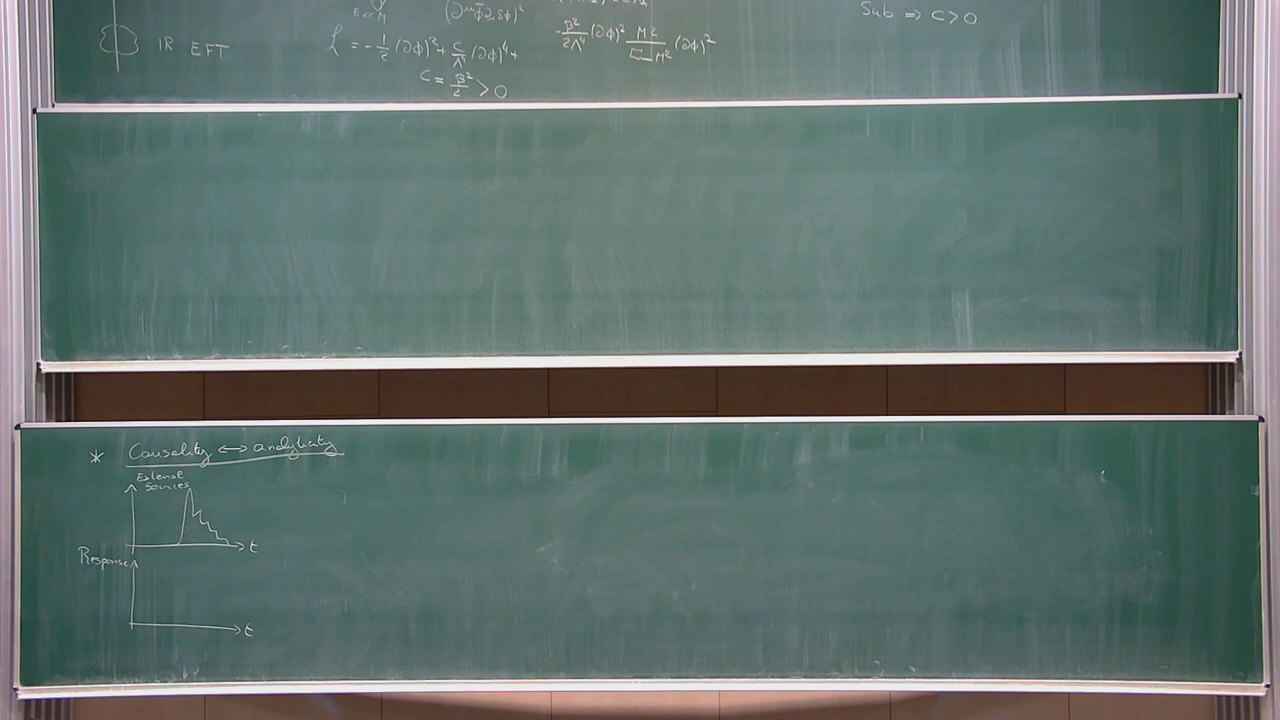 (∂μϕ̄ ∂δϕ)²
Sub ⇒ C>0
IR EFT
ℒ = -1/2 (∂ϕ)² + C/Λ⁴ (∂ϕ)⁴ + -β²/2Λ⁴ (∂ϕ)² M²/□-M² (∂ϕ)²
C = β²/2 > 0
* Causality ↔ analyticity
External
Sources
t
Response
t